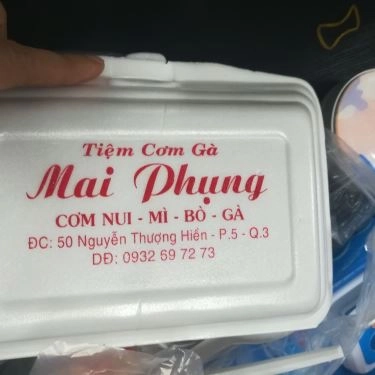 Tiệm Cơm Gà
Mai Phụng
CƠM NUI - MÌ - BÒ - GÀ
ĐC: 50 Nguyễn Thượng Hiền - P.5 - Q.3
DĐ: 0932 69 72 73